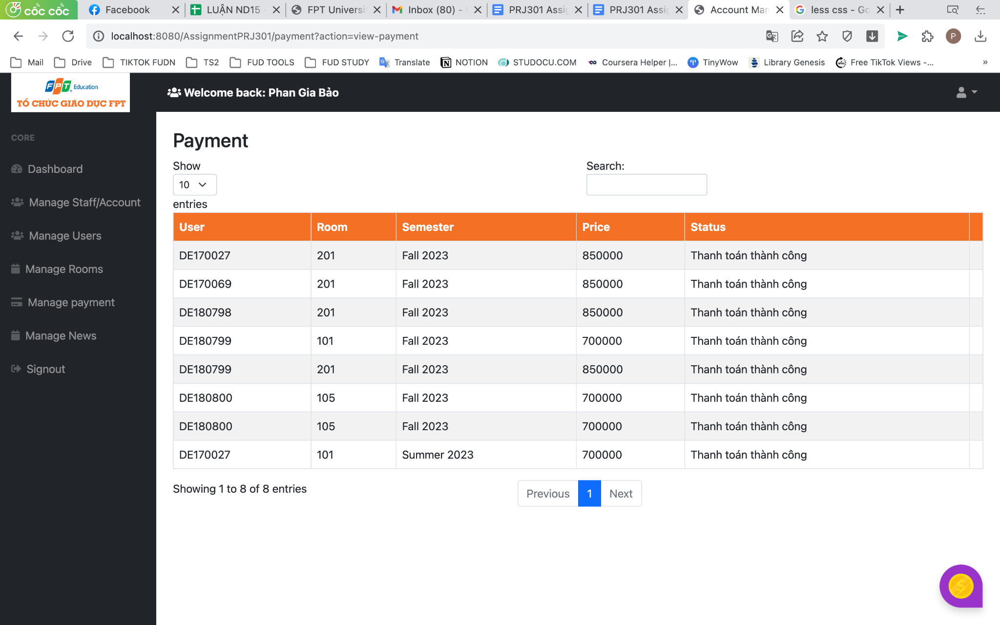 cốc cốc Facebook LUẬN ND15 - FPT Universi Inbox (80) - PRJ301 Assig PRJ301 Assig Account Man less css - Go
localhost:8080/AssignmentPRJ301/payment?action=view-payment P
Mail Drive TIKTOK FUDN TS2 FUD TOOLS FUD STUDY Translate NOTION STUDOCU.COM Coursera Helper |... TinyWow Library Genesis Free TikTok Views -... »
FPT Education
TỔ CHỨC GIÁO DỤC FPT
Welcome back: Phan Gia Bảo
CORE
Dashboard
Manage Staff/Account
Manage Users
Manage Rooms
Manage payment
Manage News
Signout
Payment
Show
10
entries
Search:
User Room Semester Price Status
DE170027 201 Fall 2023 850000 Thanh toán thành công
DE170069 201 Fall 2023 850000 Thanh toán thành công
DE180798 201 Fall 2023 850000 Thanh toán thành công
DE180799 101 Fall 2023 700000 Thanh toán thành công
DE180799 201 Fall 2023 850000 Thanh toán thành công
DE180800 105 Fall 2023 700000 Thanh toán thành công
DE180800 105 Fall 2023 700000 Thanh toán thành công
DE170027 101 Summer 2023 700000 Thanh toán thành công
Showing 1 to 8 of 8 entries
Previous 1 Next